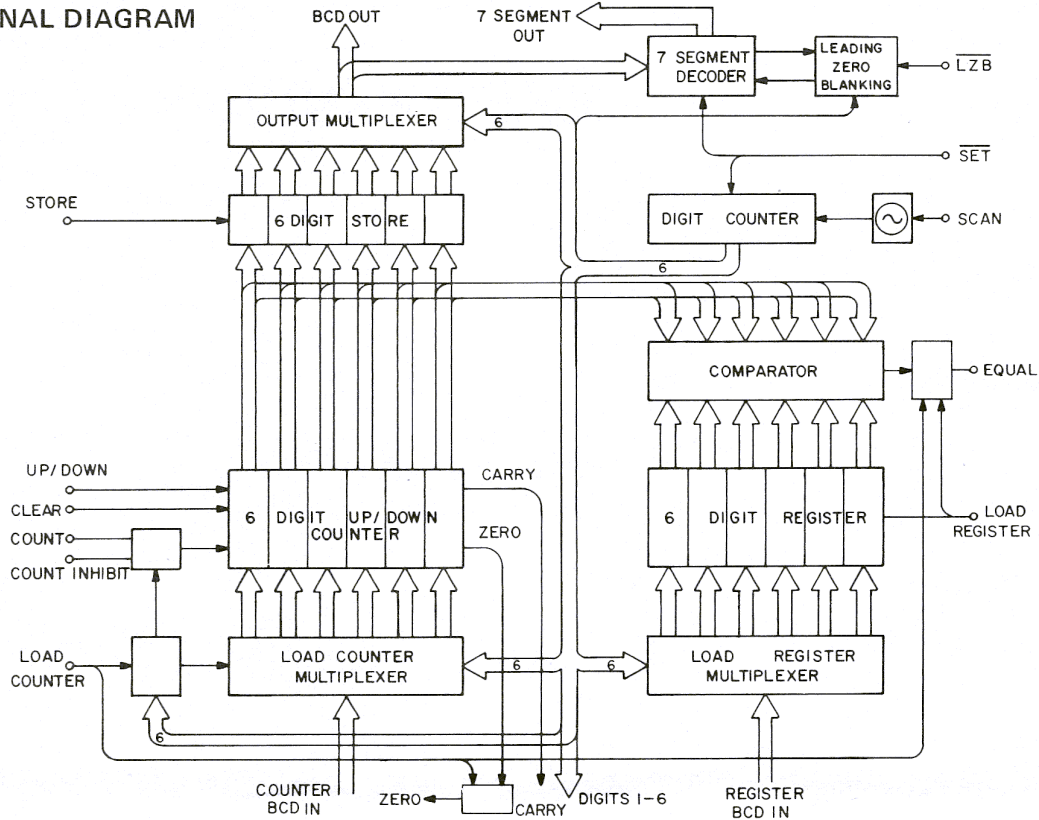 NAL DIAGRAM
BCD OUT
7 SEGMENT
OUT
7 SEGMENT
DECODER
LEADING
ZERO
BLANKING
LZB
OUTPUT MULTIPLEXER
6
SET
STORE
6 DIGIT STORE
DIGIT COUNTER
SCAN
6
COMPARATOR
EQUAL
UP/DOWN
CLEAR
COUNT
COUNT INHIBIT
6 DIGIT UP/DOWN
COUNTER
CARRY
ZERO
6 DIGIT REGISTER
LOAD
REGISTER
LOAD
COUNTER
LOAD COUNTER
MULTIPLEXER
6
6
LOAD REGISTER
MULTIPLEXER
6
COUNTER
BCD IN
ZERO
CARRY
DIGITS 1-6
REGISTER
BCD IN